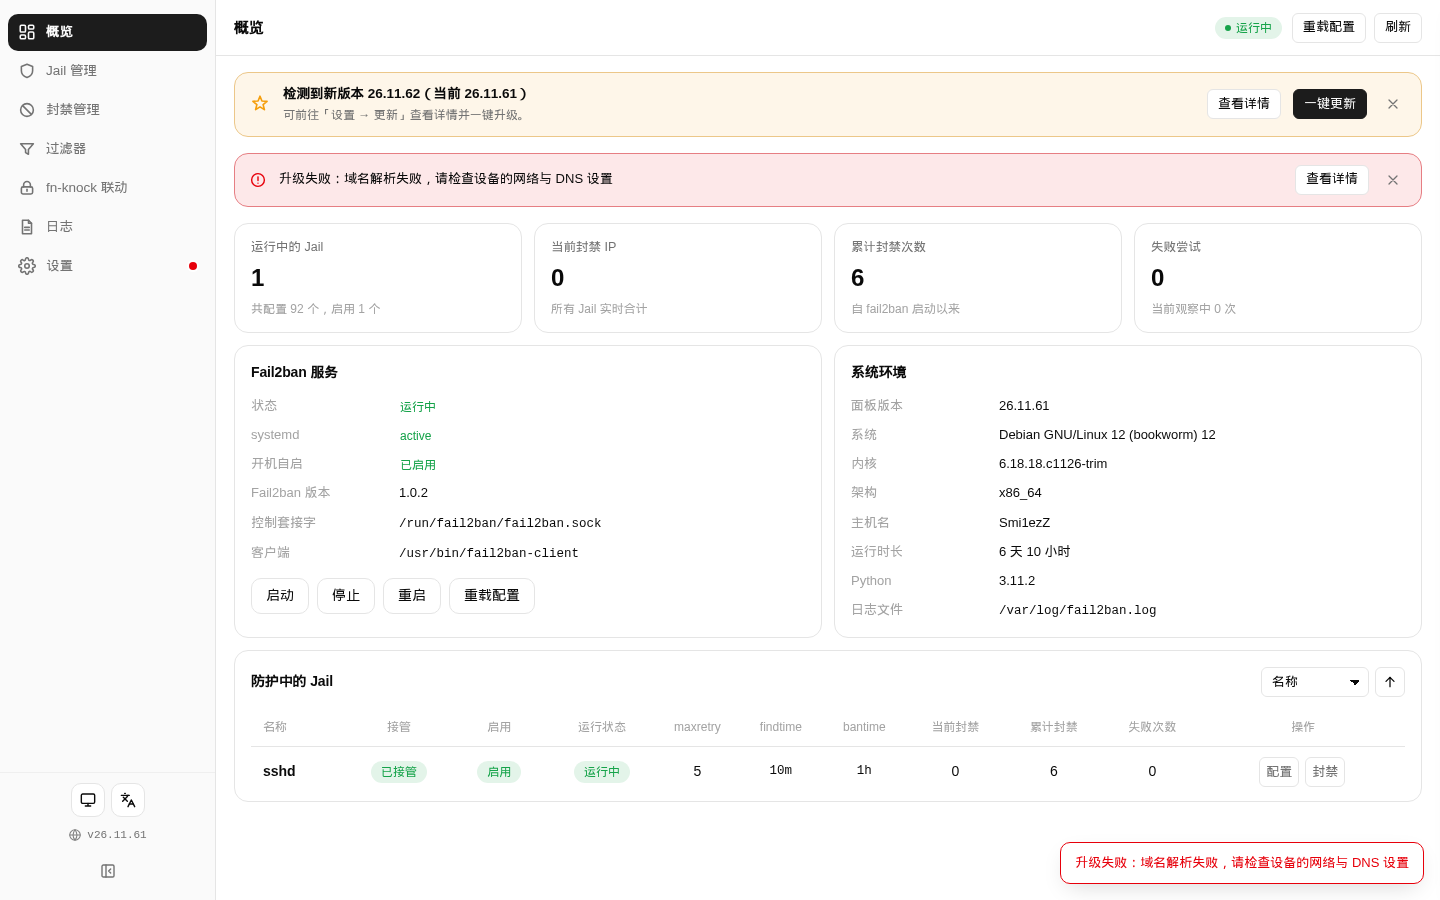 概览
Jail 管理
封禁管理
过滤器
fn-knock 联动
日志
设置
v26.11.61
概览
运行中
重载配置
刷新
检测到新版本 26.11.62（当前 26.11.61）
可前往「设置 → 更新」查看详情并一键升级。
查看详情
一键更新
升级失败：域名解析失败，请检查设备的网络与 DNS 设置
查看详情
运行中的 Jail
1
共配置 92 个，启用 1 个
当前封禁 IP
0
所有 Jail 实时合计
累计封禁次数
6
自 fail2ban 启动以来
失败尝试
0
当前观察中 0 次
Fail2ban 服务
状态 运行中
systemd active
开机自启 已启用
Fail2ban 版本 1.0.2
控制套接字 /run/fail2ban/fail2ban.sock
客户端 /usr/bin/fail2ban-client
启动 停止 重启 重载配置
系统环境
面板版本 26.11.61
系统 Debian GNU/Linux 12 (bookworm) 12
内核 6.18.18.c1126-trim
架构 x86_64
主机名 Smi1ezZ
运行时长 6 天 10 小时
Python 3.11.2
日志文件 /var/log/fail2ban.log
防护中的 Jail
名称
名称 接管 启用 运行状态 maxretry findtime bantime 当前封禁 累计封禁 失败次数 操作
sshd 已接管 启用 运行中 5 10m 1h 0 6 0 配置 封禁
升级失败：域名解析失败，请检查设备的网络与 DNS 设置